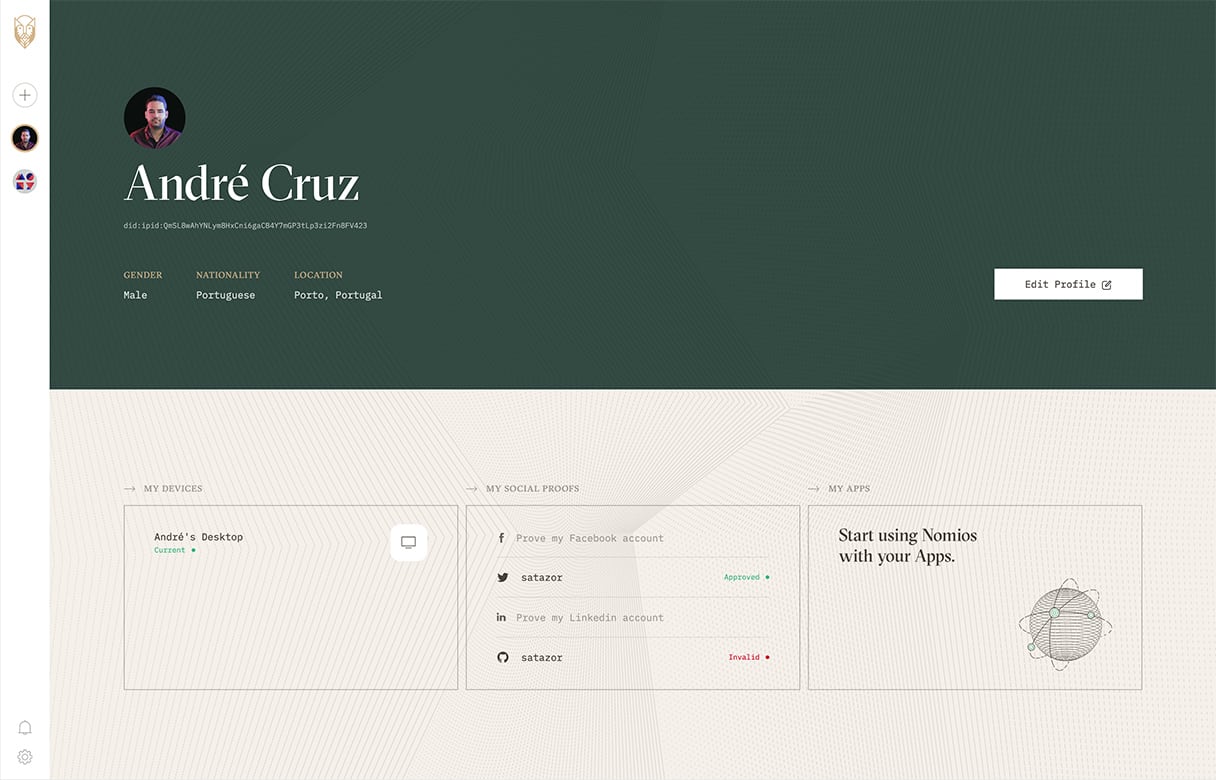 André Cruz
did:ipid:QmSL8wAhYNLym8HxCni6gaCB4Y7mGP3tLp3zi2Fn8FV423
GENDER NATIONALITY LOCATION
Male Portuguese Porto, Portugal
Edit Profile
MY DEVICES
André's Desktop
Current
MY SOCIAL PROOFS
Prove my Facebook account
satazor Approved
Prove my Linkedin account
satazor Invalid
MY APPS
Start using Nomios
with your Apps.